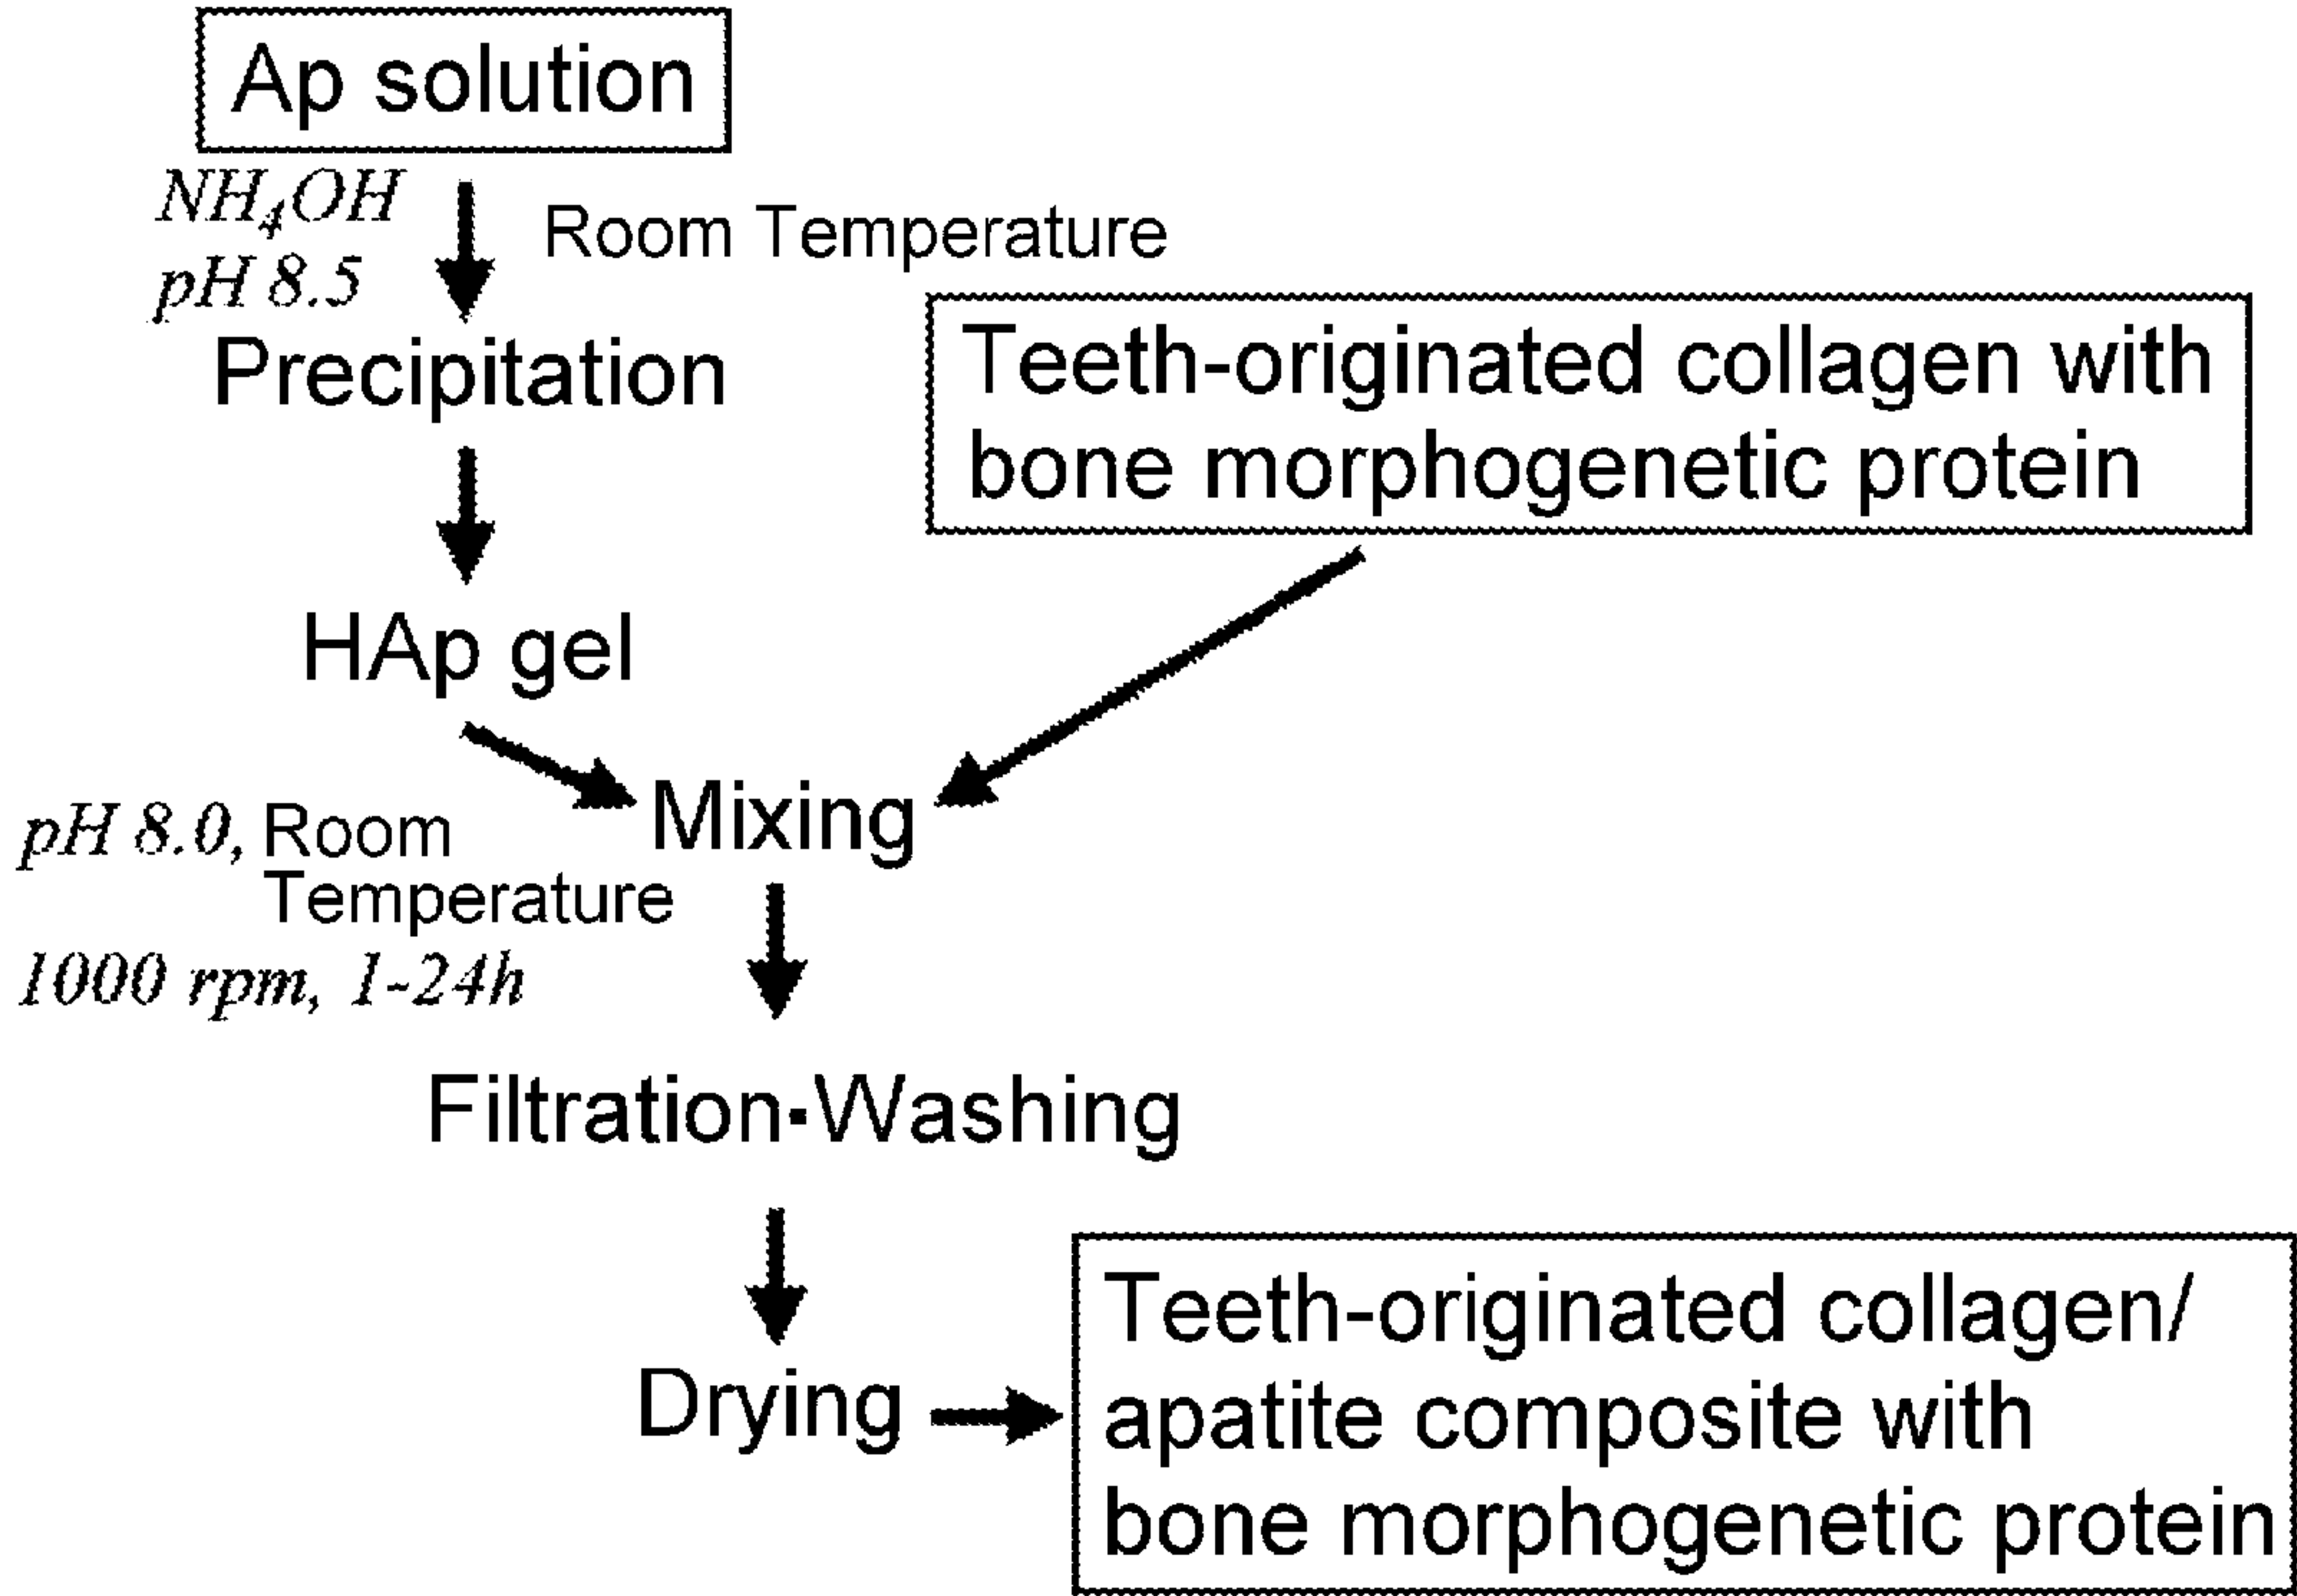 Ap solution
NH₄OH
pH 8.5
Room Temperature
Precipitation
Teeth-originated collagen with
bone morphogenetic protein
HAp gel
Mixing
pH 8.0, Room
Temperature
1000 rpm, 1-24h
Filtration-Washing
Drying
Teeth-originated collagen/
apatite composite with
bone morphogenetic protein